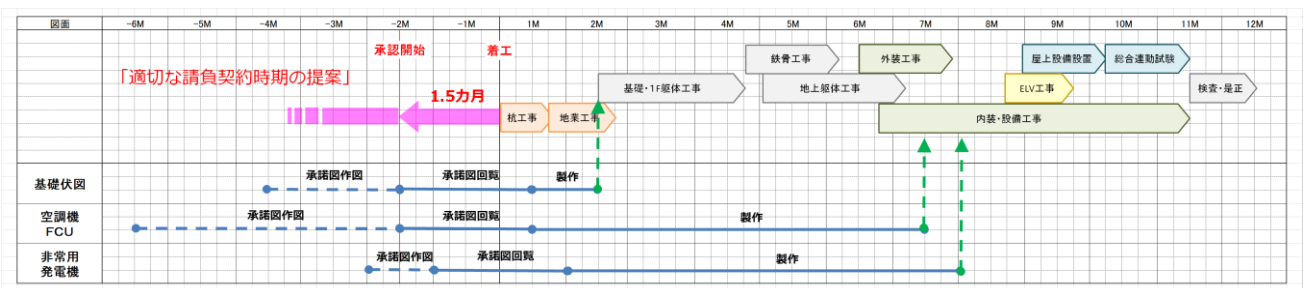 図面 -6M -5M -4M -3M -2M -1M 1M 2M 3M 4M 5M 6M 7M 8M 9M 10M 11M 12M
承認開始 着工
鉄骨工事 外装工事 屋上設備設置 総合連動試験
「適切な請負契約時期の提案」
1.5カ月
基礎・1F躯体工事 地上躯体工事 ELV工事 検査・是正
杭工事 地業工事 内装・設備工事
基礎伏図 承諾図作図 承諾図回覧 製作
空調機
FCU
承諾図作図 承諾図回覧 製作
非常用
発電機
承諾図作図 承諾図回覧 製作